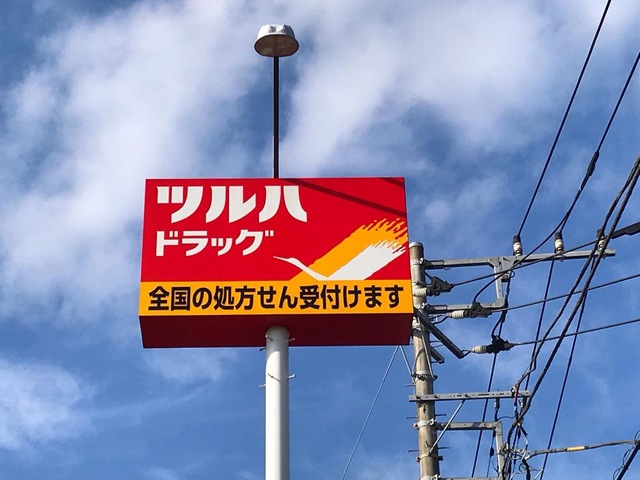 ツルハ
ドラッグ
全国の処方せん受付けます